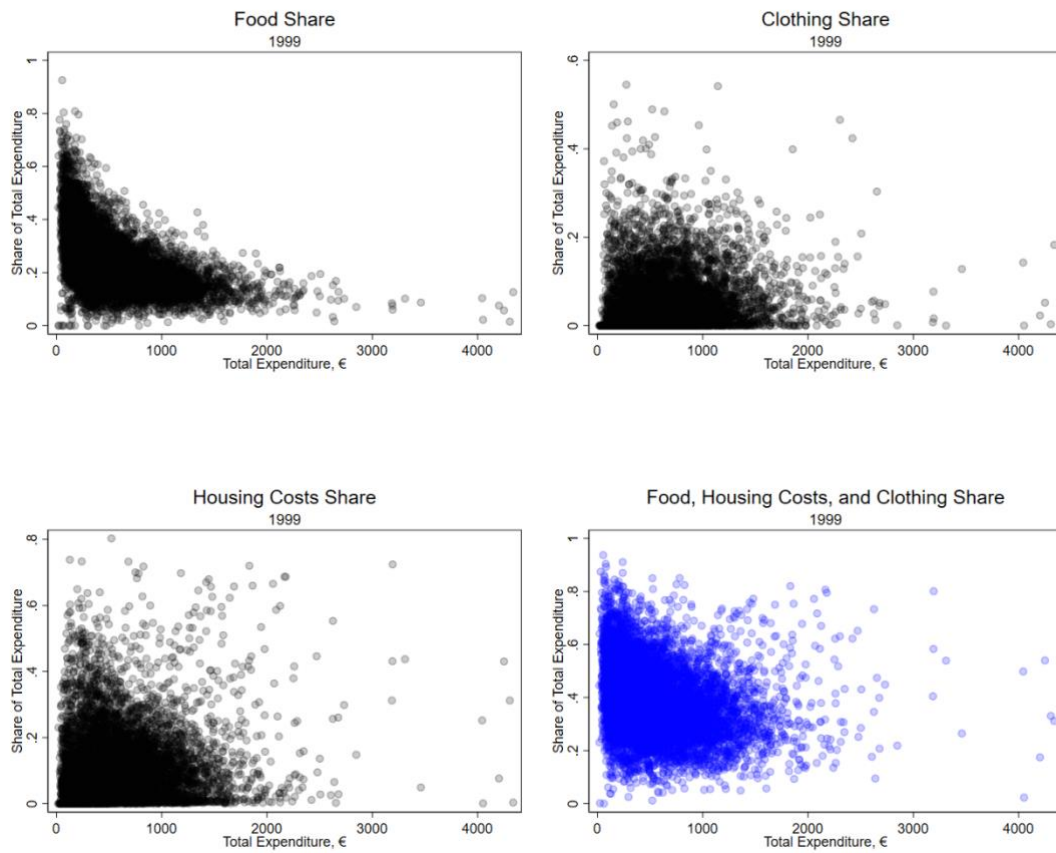 Food Share
1999
Share of Total Expenditure
1
.8
.6
.4
.2
0
0 1000 2000 3000 4000
Total Expenditure, €
Clothing Share
1999
Share of Total Expenditure
.6
.4
.2
0
0 1000 2000 3000 4000
Total Expenditure, €
Housing Costs Share
1999
Share of Total Expenditure
.8
.6
.4
.2
0
0 1000 2000 3000 4000
Total Expenditure, €
Food, Housing Costs, and Clothing Share
1999
Share of Total Expenditure
1
.8
.6
.4
.2
0
0 1000 2000 3000 4000
Total Expenditure, €